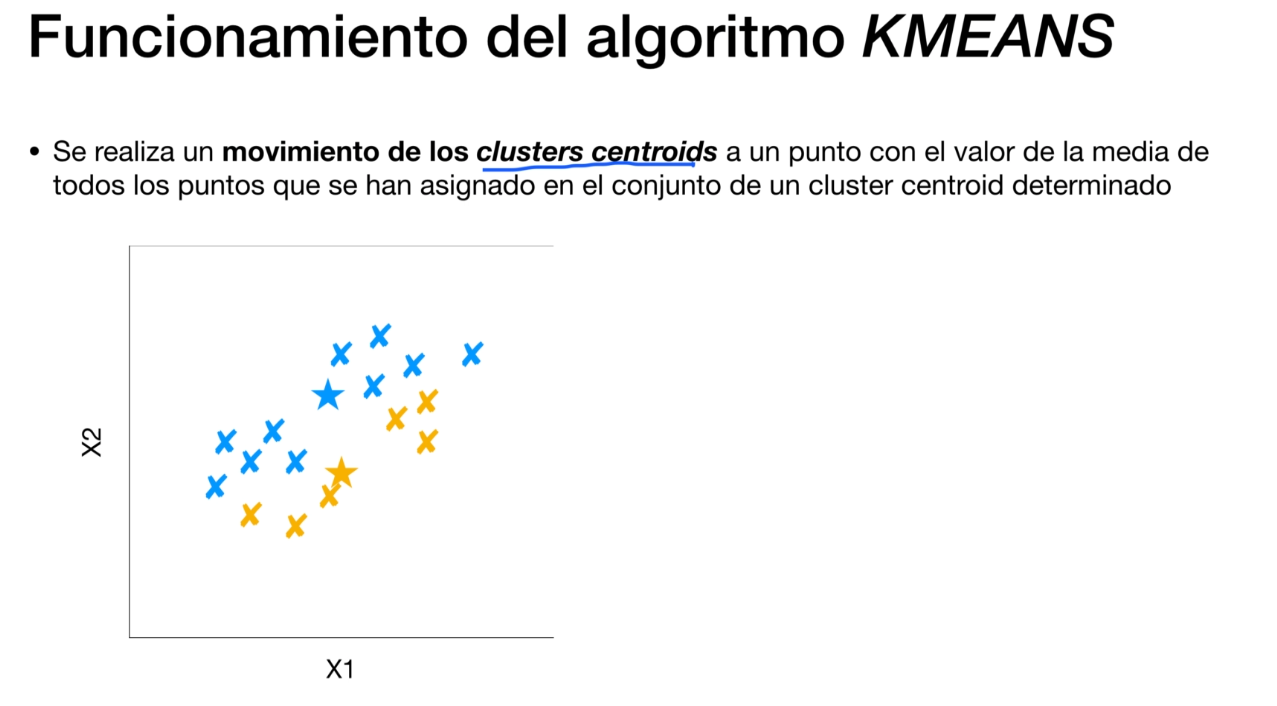 Funcionamiento del algoritmo KMEANS
• Se realiza un movimiento de los clusters centroids a un punto con el valor de la media de
todos los puntos que se han asignado en el conjunto de un cluster centroid determinado
X2
X1